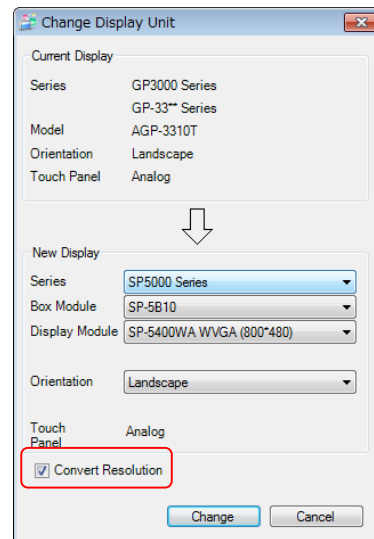 Change Display Unit
Current Display
Series GP3000 Series
GP-33** Series
Model AGP-3310T
Orientation Landscape
Touch Panel Analog
New Display
Series SP5000 Series
Box Module SP-5B10
Display Module SP-5400WA WVGA (800*480)
Orientation Landscape
Touch
Panel Analog
Convert Resolution
Change Cancel